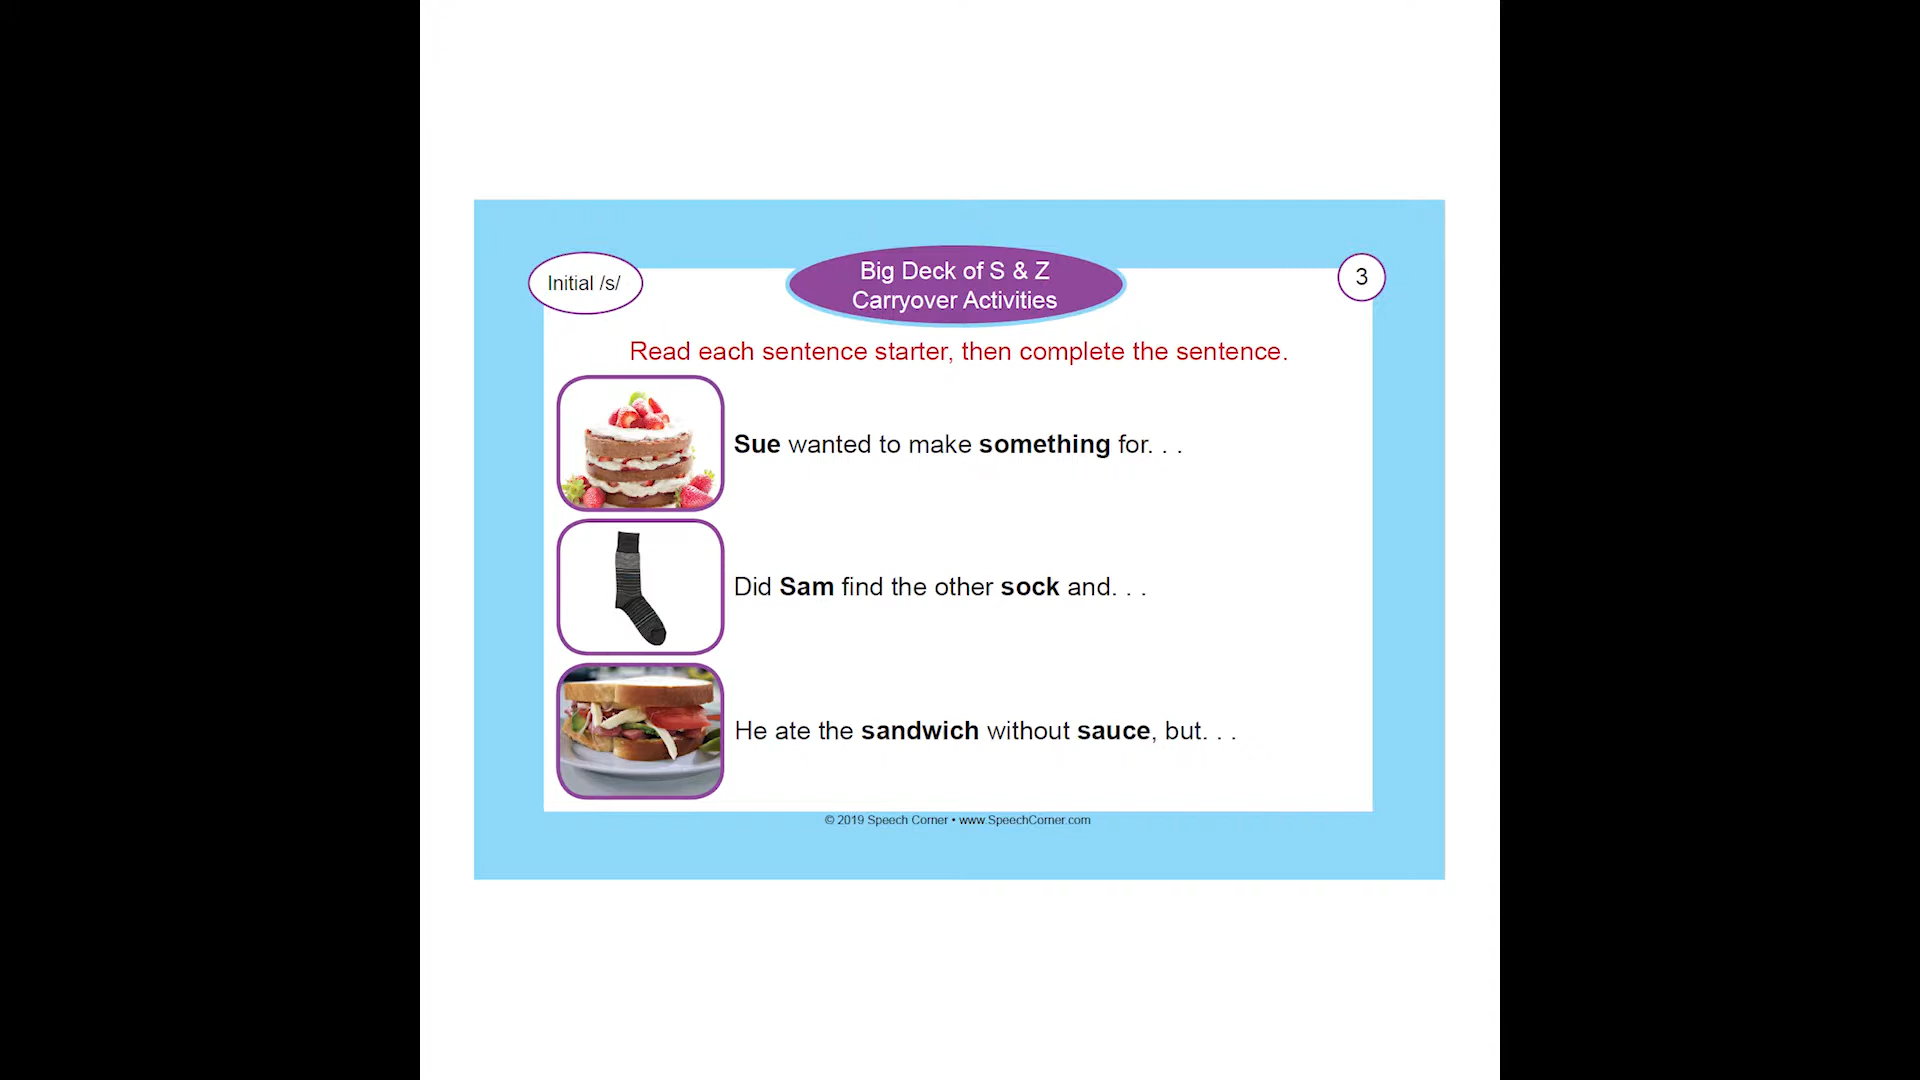 Initial /s/
Big Deck of S & Z
Carryover Activities
3
Read each sentence starter, then complete the sentence.
Sue wanted to make something for. . .
Did Sam find the other sock and. . .
He ate the sandwich without sauce, but. . .
© 2019 Speech Corner • www.SpeechCorner.com